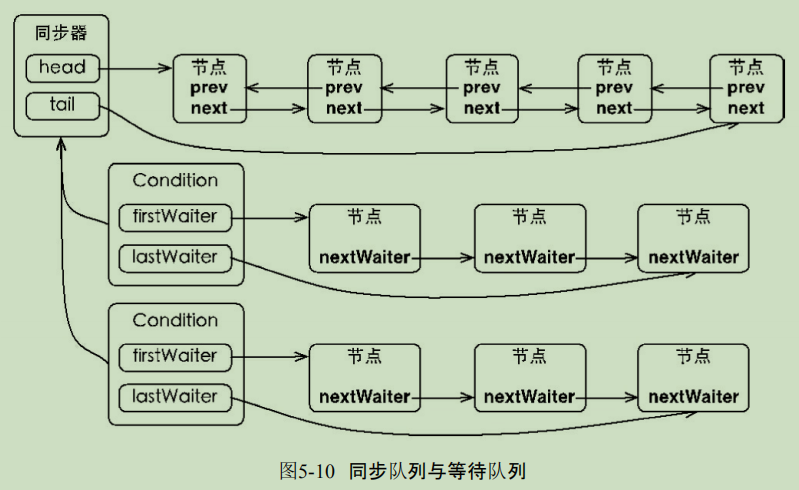 同步器
head
tail
节点 节点 节点 节点 节点
prev prev prev prev prev
next next next next next
Condition
firstWaiter
lastWaiter
节点 节点 节点
nextWaiter nextWaiter nextWaiter
Condition
firstWaiter
lastWaiter
节点 节点 节点
nextWaiter nextWaiter nextWaiter
图5-10 同步队列与等待队列